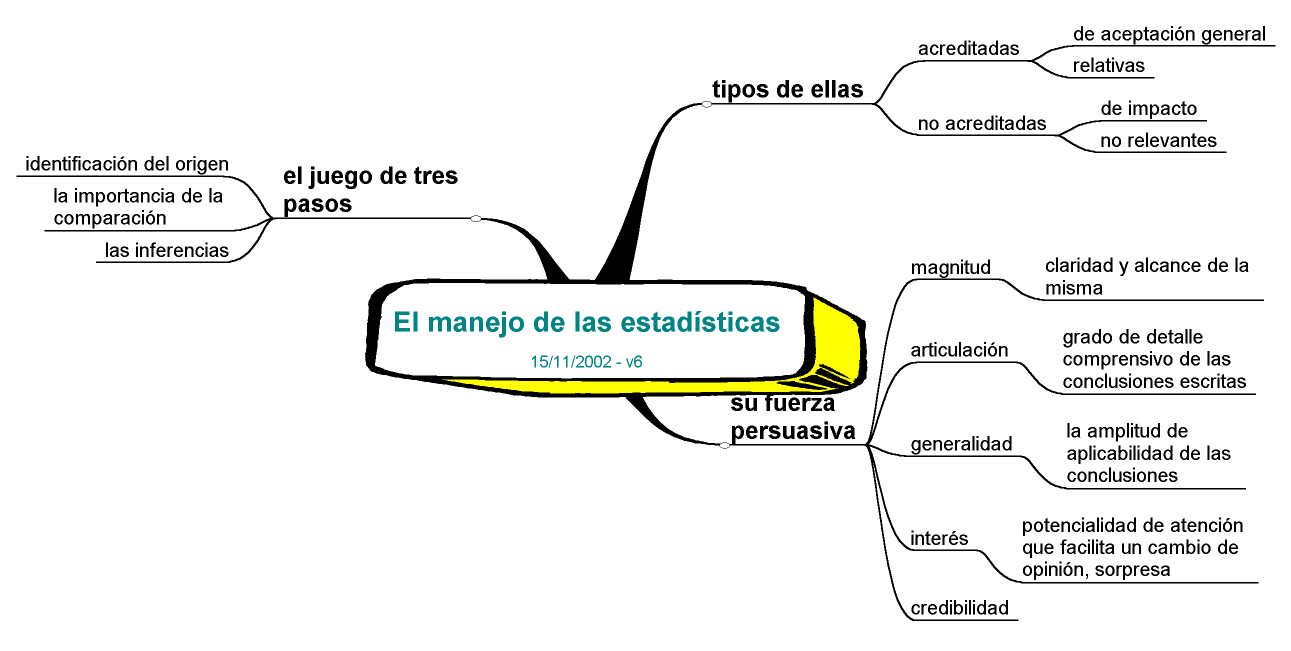 El manejo de las estadísticas
15/11/2002 - v6
tipos de ellas
acreditadas
de aceptación general
relativas
no acreditadas
de impacto
no relevantes
su fuerza
persuasiva
magnitud
claridad y alcance de la
misma
articulación
grado de detalle
comprensivo de las
conclusiones escritas
generalidad
la amplitud de
aplicabilidad de las
conclusiones
interés
potencialidad de atención
que facilita un cambio de
opinión, sorpresa
credibilidad
el juego de tres
pasos
identificación del origen
la importancia de la
comparación
las inferencias